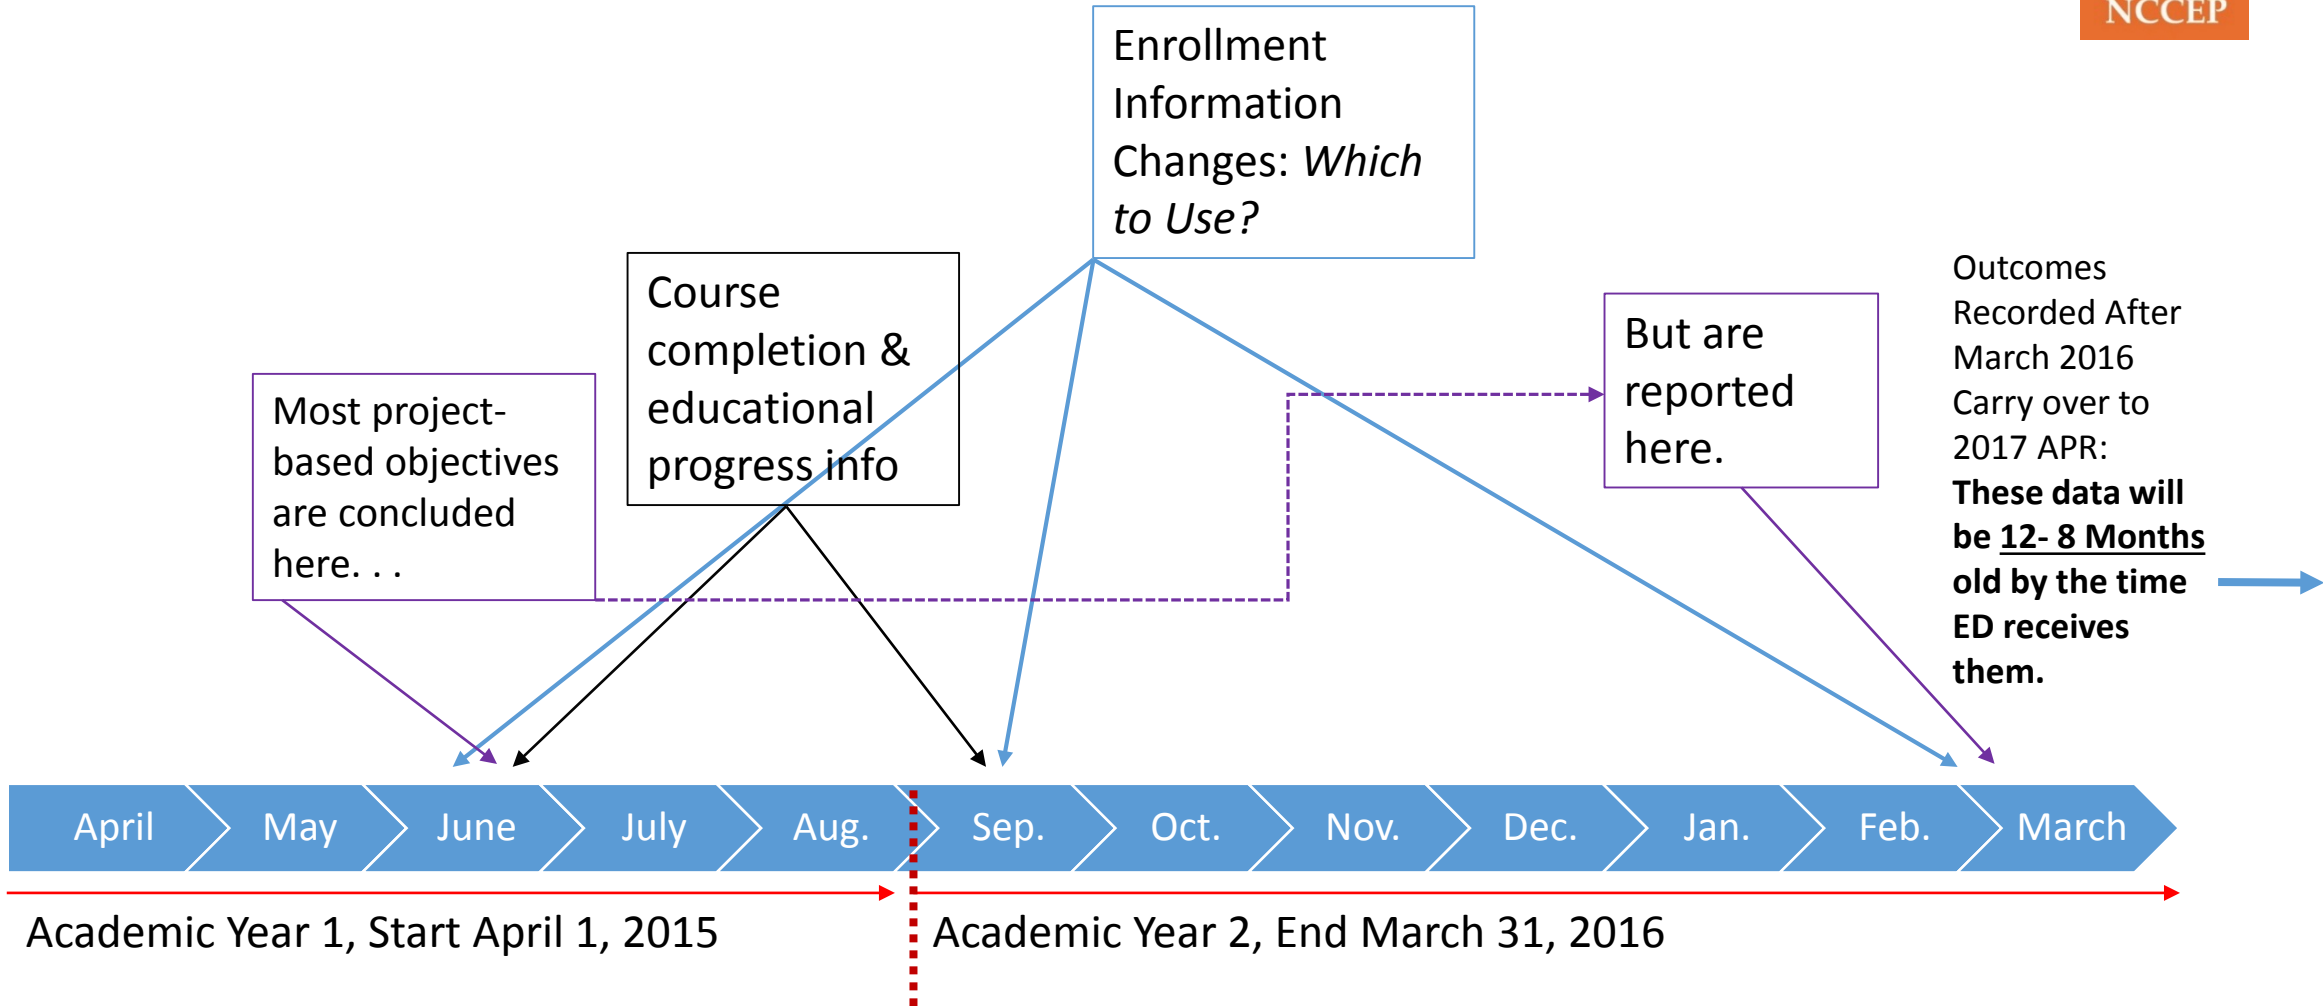 NCCEP
Enrollment
Information
Changes: Which
to Use?
Course
completion &
educational
progress info
Most project-
based objectives
are concluded
here. . .
But are
reported
here.
Outcomes
Recorded After
March 2016
Carry over to
2017 APR:
These data will
be 12- 8 Months
old by the time
ED receives
them.
April May June July Aug. Sep. Oct. Nov. Dec. Jan. Feb. March
Academic Year 1, Start April 1, 2015
Academic Year 2, End March 31, 2016